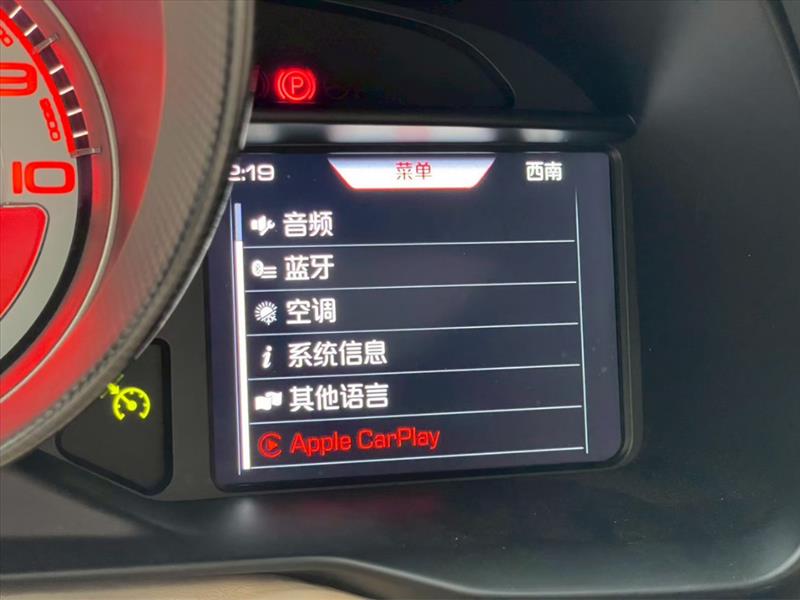 9
10
P
2:19 菜单 西南
音频
蓝牙
空调
i 系统信息
其他语言
Apple CarPlay